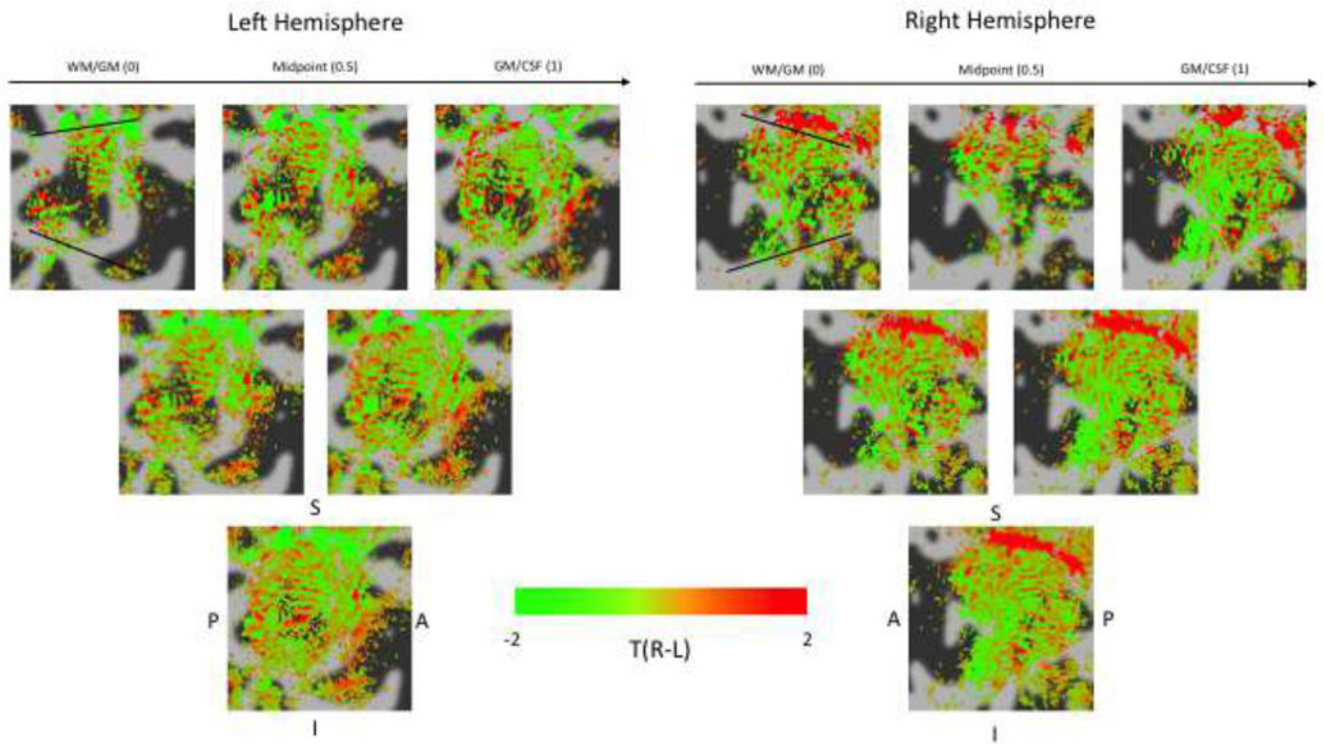 Left Hemisphere
Right Hemisphere
WM/GM (0)
Midpoint (0.5)
GM/CSF (1)
WM/GM (0)
Midpoint (0.5)
GM/CSF (1)
S
S
P
A
A
P
-2
2
T(R-L)
I
I